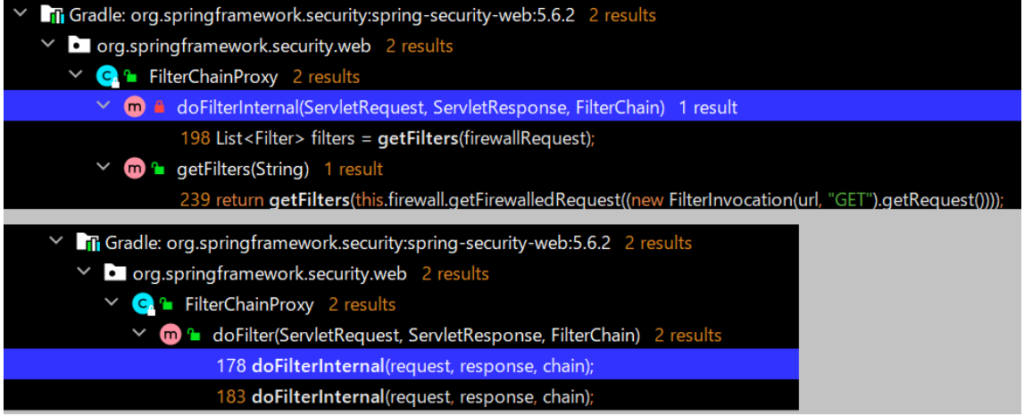 Gradle: org.springframework.security:spring-security-web:5.6.2 2 results
org.springframework.security.web 2 results
FilterChainProxy 2 results
doFilterInternal(ServletRequest, ServletResponse, FilterChain) 1 result
198 List<Filter> filters = getFilters(firewallRequest);
getFilters(String) 1 result
239 return getFilters(this.firewall.getFirewalledRequest((new FilterInvocation(url, "GET").getRequest())));
Gradle: org.springframework.security:spring-security-web:5.6.2 2 results
org.springframework.security.web 2 results
FilterChainProxy 2 results
doFilter(ServletRequest, ServletResponse, FilterChain) 2 results
178 doFilterInternal(request, response, chain);
183 doFilterInternal(request, response, chain);